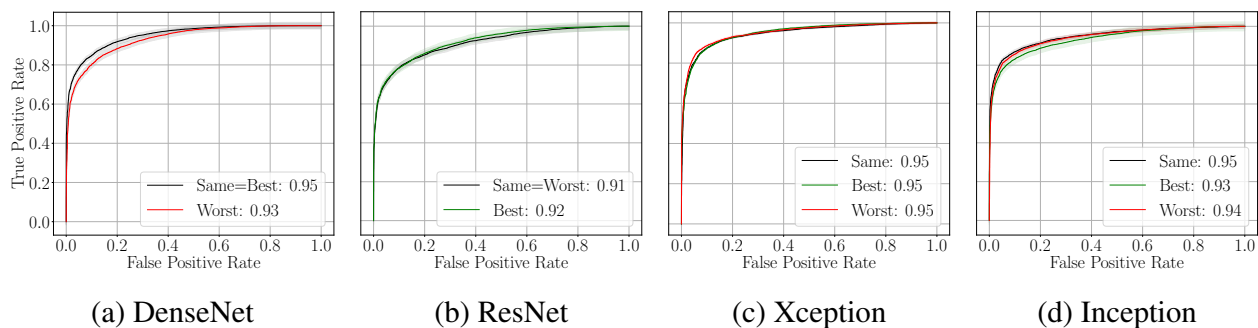 True Positive Rate
1.0
0.8
0.6
0.4
0.2
0.0
Same=Best: 0.95
Worst: 0.93
0.0 0.2 0.4 0.6 0.8 1.0
False Positive Rate
(a) DenseNet
Same=Worst: 0.91
Best: 0.92
0.0 0.2 0.4 0.6 0.8 1.0
False Positive Rate
(b) ResNet
Same: 0.95
Best: 0.95
Worst: 0.95
0.0 0.2 0.4 0.6 0.8 1.0
False Positive Rate
(c) Xception
Same: 0.95
Best: 0.93
Worst: 0.94
0.0 0.2 0.4 0.6 0.8 1.0
False Positive Rate
(d) Inception